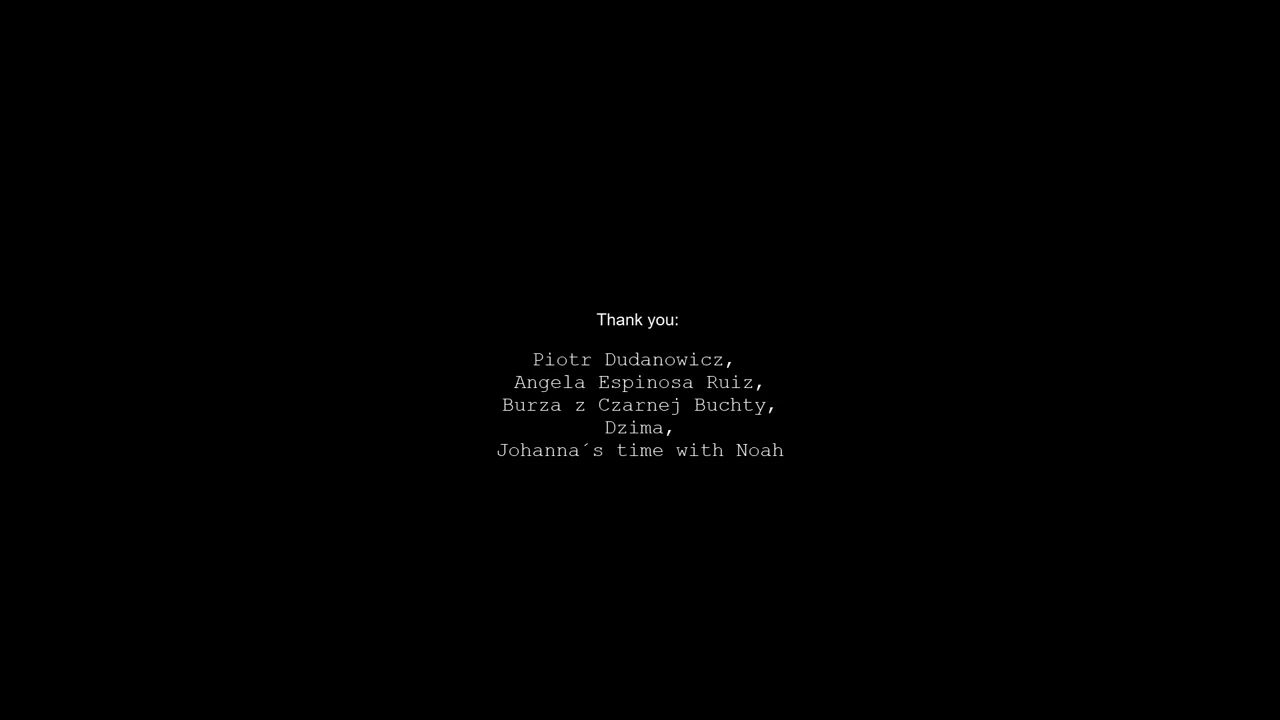 Thank you:
Piotr Dudanowicz,
Angela Espinosa Ruiz,
Burza z Czarnej Buchty,
Dzima,
Johanna´s time with Noah